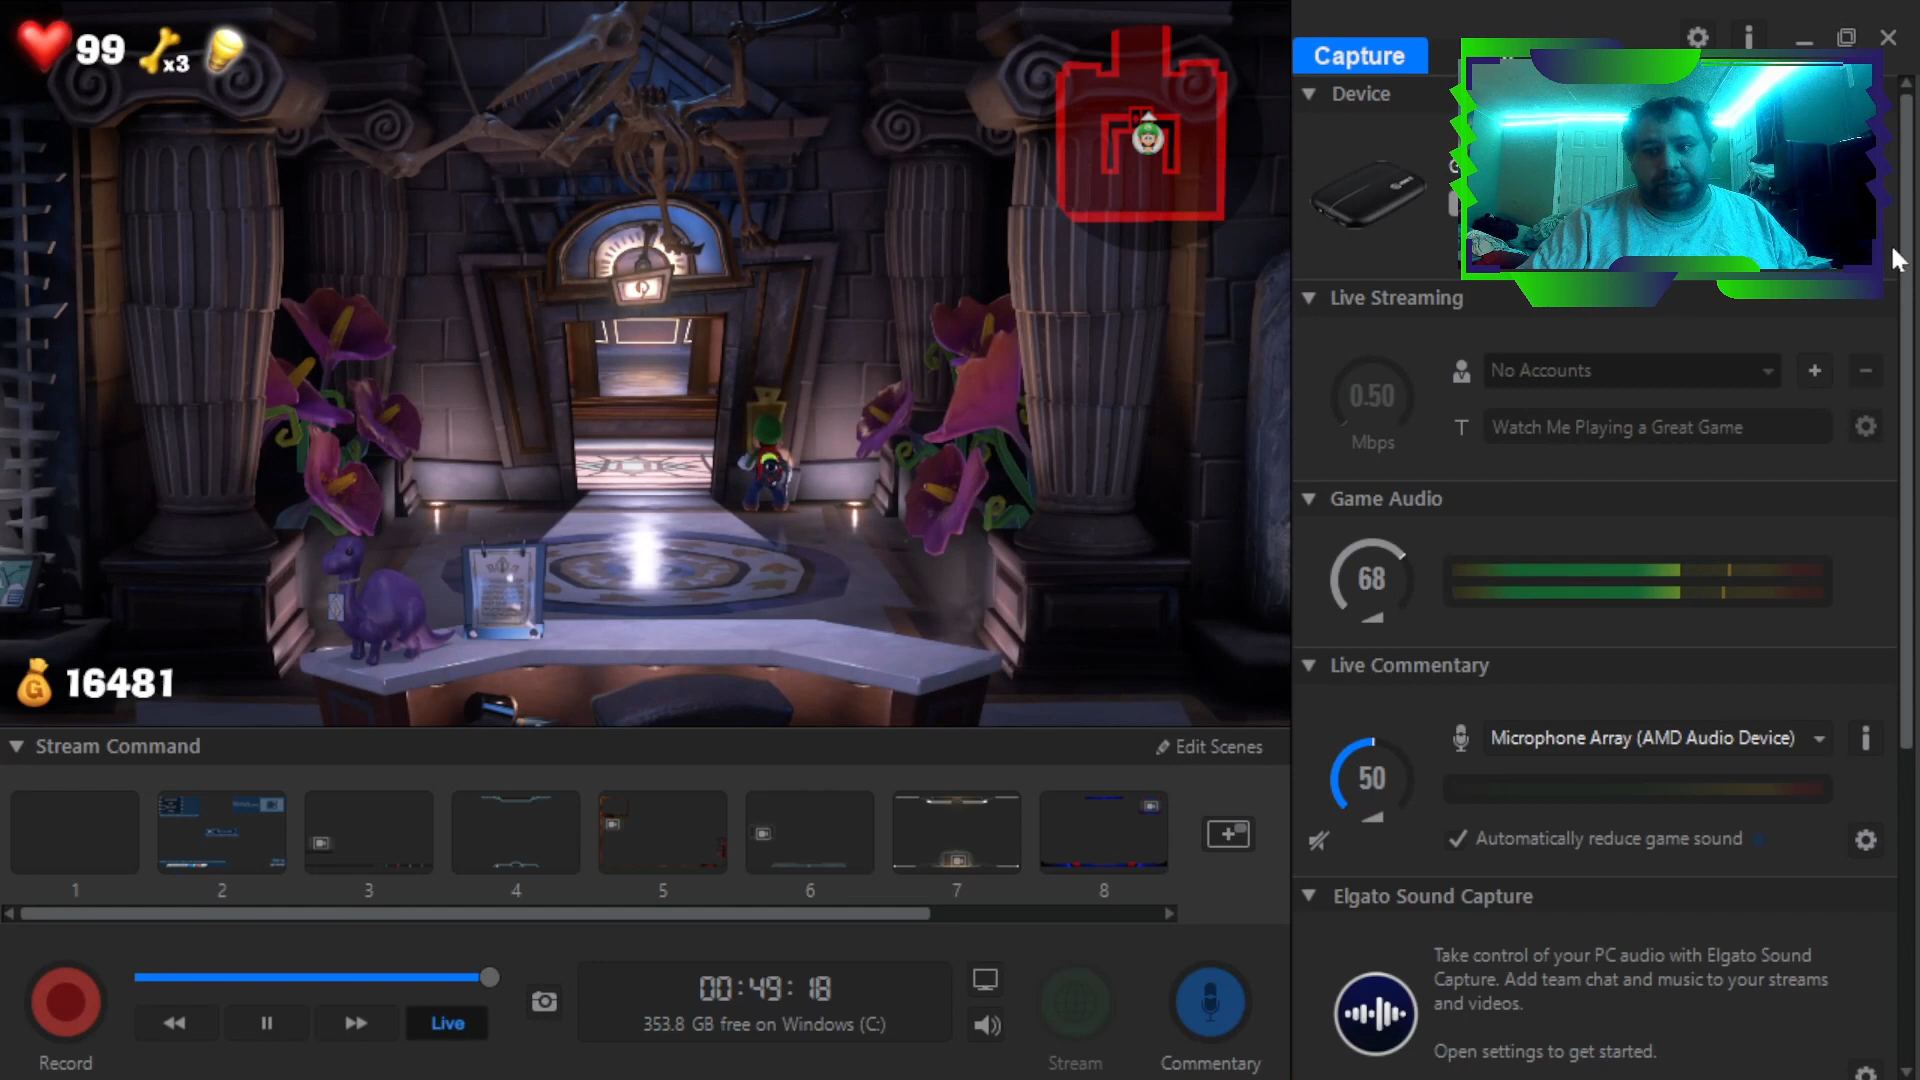 99
x3
16481
Capture
Device
Live Streaming
0.50
Mbps
No Accounts
T
Watch Me Playing a Great Game
Game Audio
68
Live Commentary
Microphone Array (AMD Audio Device)
50
Automatically reduce game sound
Elgato Sound Capture
Take control of your PC audio with Elgato Sound
Capture. Add team chat and music to your streams
and videos.
Open settings to get started.
Stream Command
Edit Scenes
1
2
3
4
5
6
7
8
Live
00:49:18
353.8 GB free on Windows (C:)
Record
Stream
Commentary